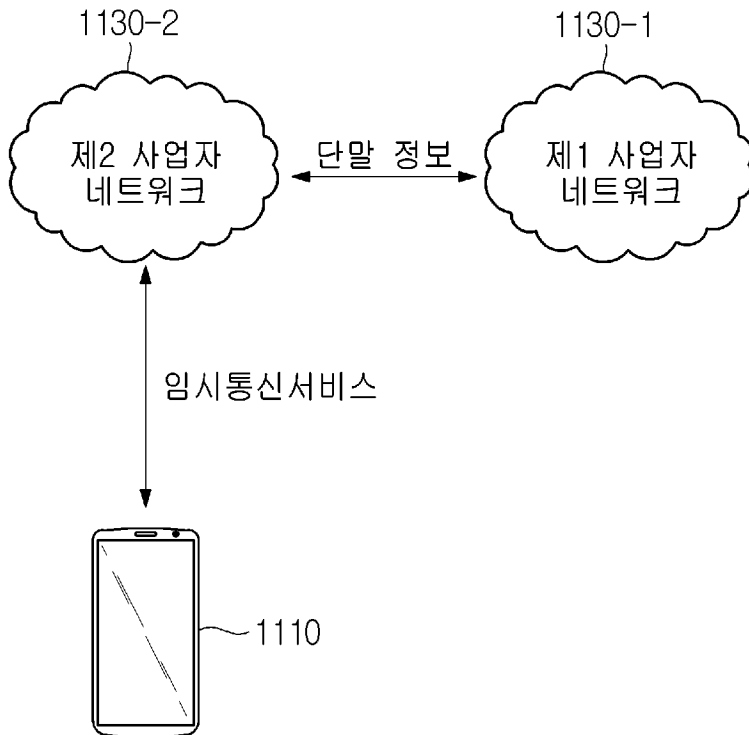 1130-2
1130-1
제2 사업자
네트워크
단말 정보
제1 사업자
네트워크
임시통신서비스
1110